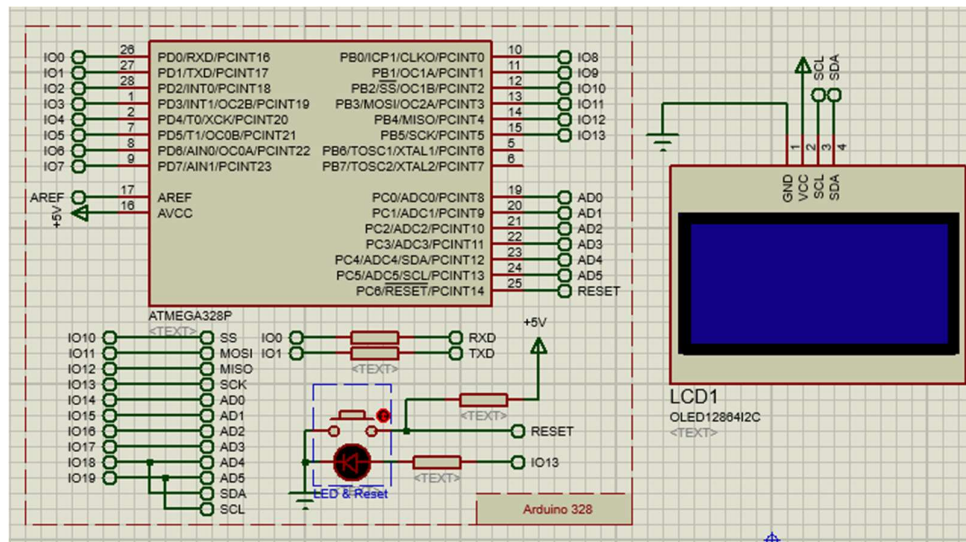 IO0 26 PD0/RXD/PCINT16 PB0/ICP1/CLKO/PCINT0 10 IO8
IO1 27 PD1/TXD/PCINT17 PB1/OC1A/PCINT1 11 IO9
IO2 28 PD2/INT0/PCINT18 PB2/SS/OC1B/PCINT2 12 IO10
IO3 1 PD3/INT1/OC2B/PCINT19 PB3/MOSI/OC2A/PCINT3 13 IO11
IO4 2 PD4/T0/XCK/PCINT20 PB4/MISO/PCINT4 14 IO12
IO5 7 PD5/T1/OC0B/PCINT21 PB5/SCK/PCINT5 15 IO13
IO6 8 PD6/AIN0/OC0A/PCINT22 PB6/TOSC1/XTAL1/PCINT6 5
IO7 9 PD7/AIN1/PCINT23 PB7/TOSC2/XTAL2/PCINT7 6
AREF 17 AREF PC0/ADC0/PCINT8 19 AD0
+5V 16 AVCC PC1/ADC1/PCINT9 20 AD1
PC2/ADC2/PCINT10 21 AD2
PC3/ADC3/PCINT11 22 AD3
PC4/ADC4/SDA/PCINT12 23 AD4
PC5/ADC5/SCL/PCINT13 24 AD5
PC6/RESET/PCINT14 25 RESET
ATMEGA328P
<TEXT>
IO10 SS
IO11 MOSI
IO12 MISO
IO13 SCK
IO14 AD0
IO15 AD1
IO16 AD2
IO17 AD3
IO18 AD4
IO19 AD5
SDA
SCL
IO0 RXD
IO1 TXD
<TEXT>
+5V
<TEXT>
RESET
IO13
<TEXT>
LED & Reset
Arduino 328
SCL
SDA
1 2 3 4
GND
VCC
SCL
SDA
LCD1
OLED12864I2C
<TEXT>